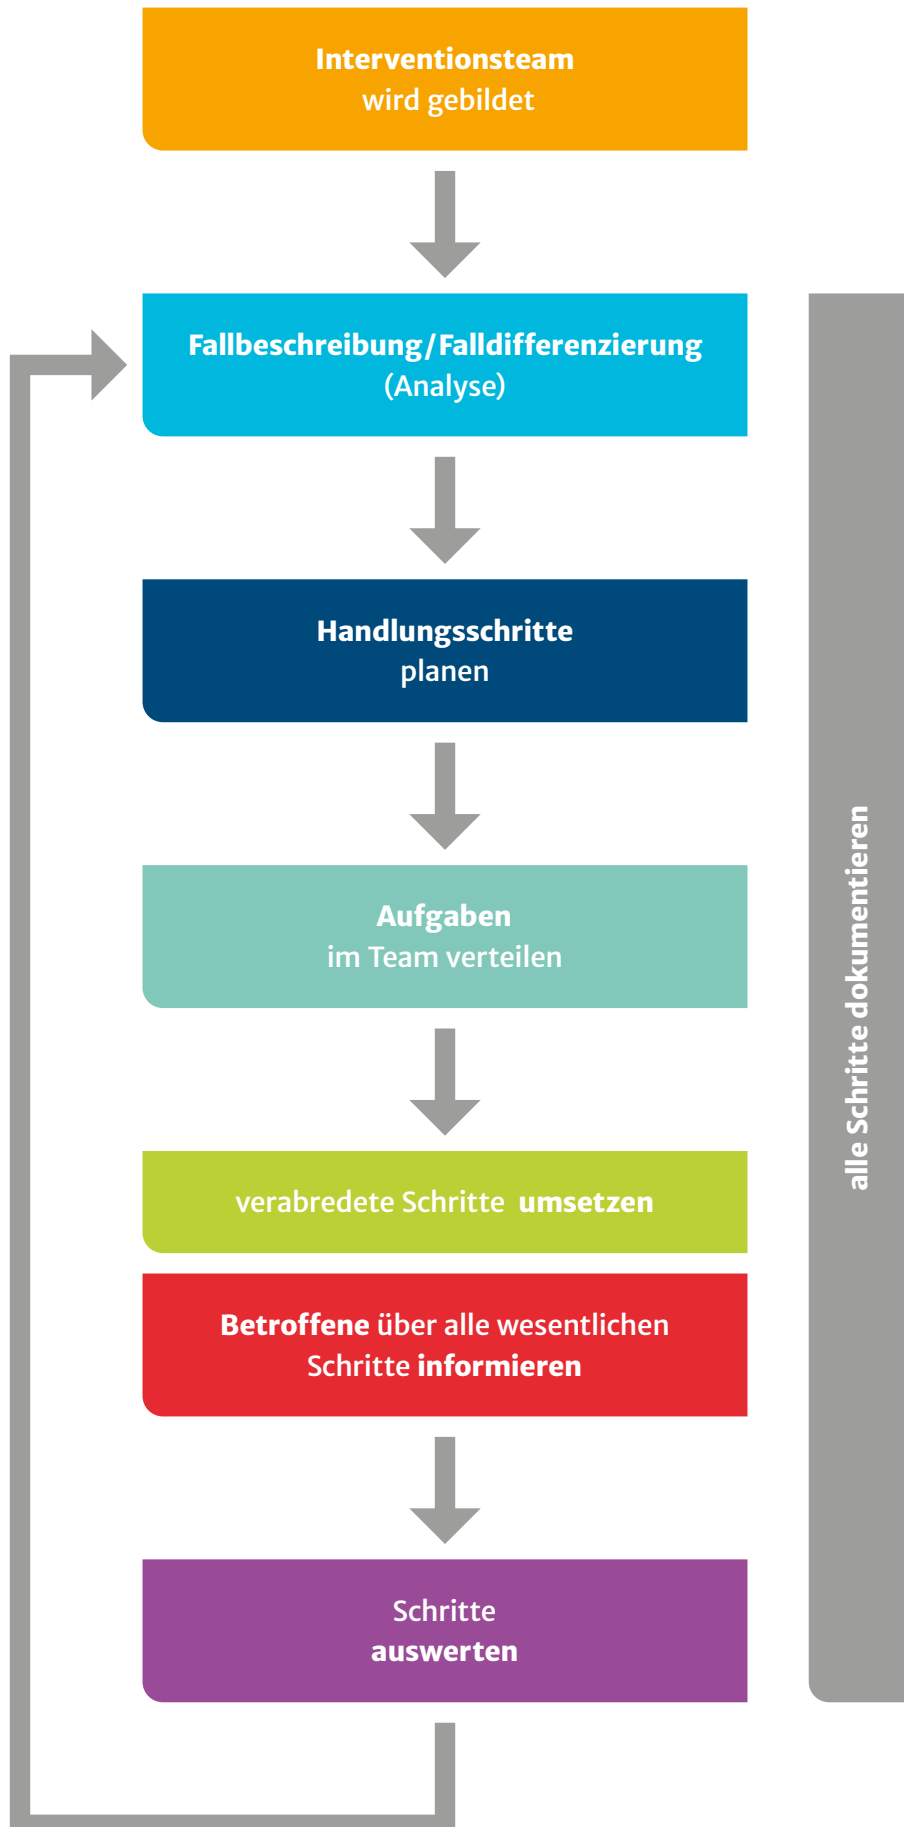 Interventionsteam
wird gebildet
Fallbeschreibung/Falldifferenzierung
(Analyse)
Handlungsschritte
planen
Aufgaben
im Team verteilen
verabredete Schritte umsetzen
Betroffene über alle wesentlichen
Schritte informieren
Schritte
auswerten
alle Schritte dokumentieren